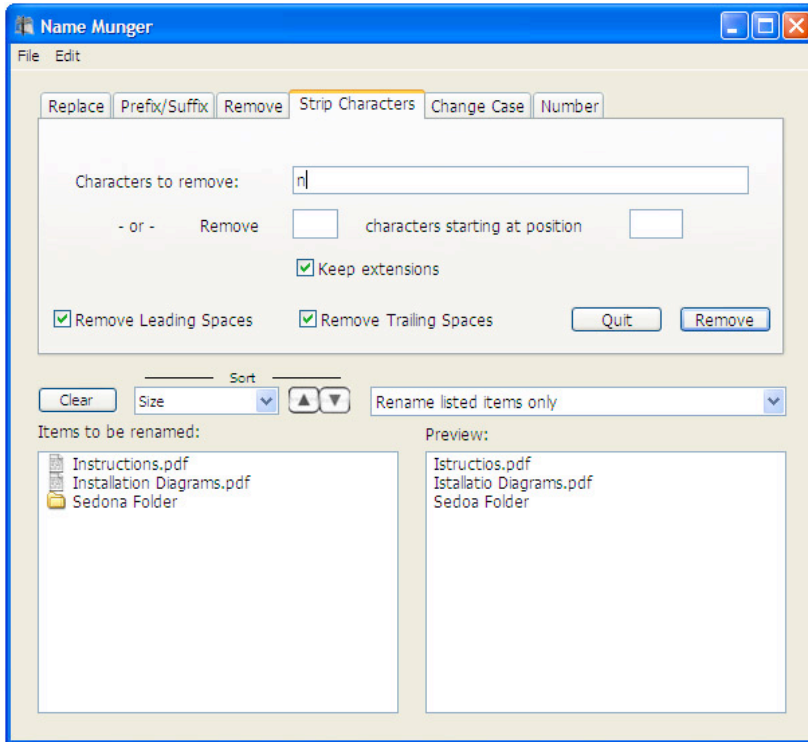 Name Munger
File Edit
Replace Prefix/Suffix Remove Strip Characters Change Case Number
Characters to remove: n
- or - Remove characters starting at position
Keep extensions
Remove Leading Spaces Remove Trailing Spaces Quit Remove
Sort
Clear Size Rename listed items only
Items to be renamed: Preview:
Instructions.pdf Istructios.pdf
Installation Diagrams.pdf Istallatio Diagrams.pdf
Sedona Folder Sedoa Folder